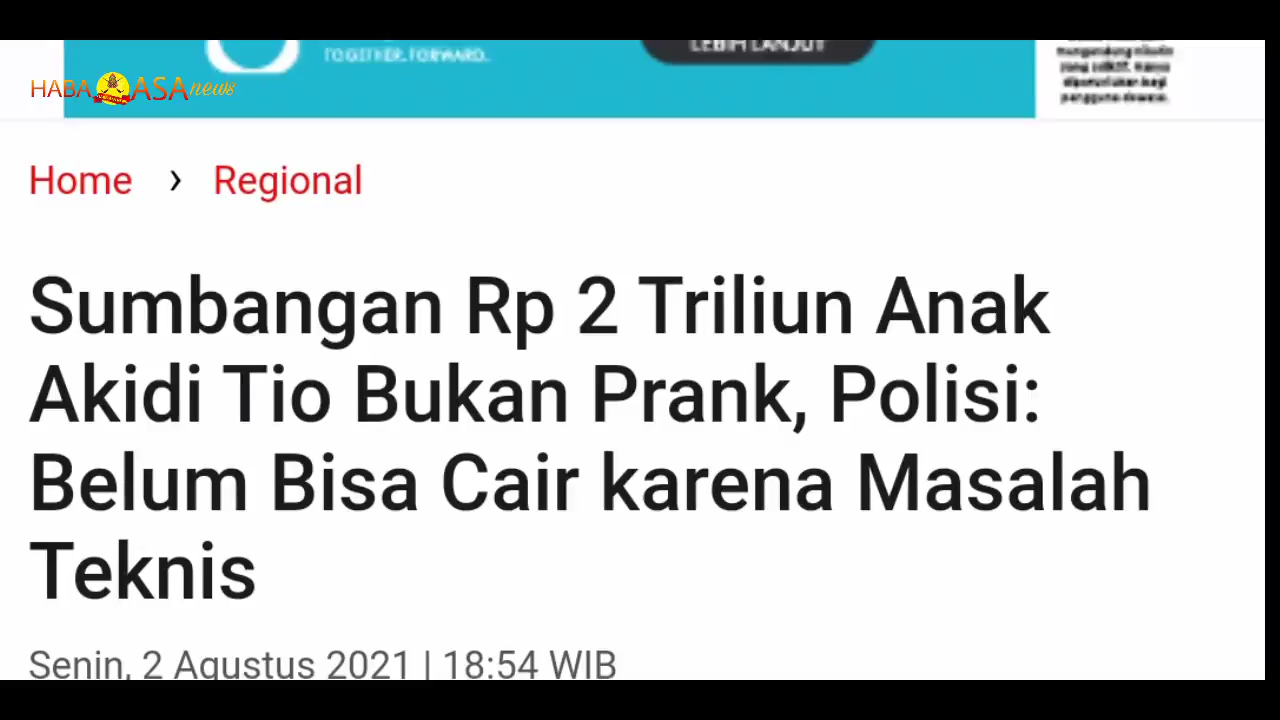 TOGETHER. FORWARD.
LEBIH LANJUT
HABA ASA news
Home › Regional
Sumbangan Rp 2 Triliun Anak
Akidi Tio Bukan Prank, Polisi:
Belum Bisa Cair karena Masalah
Teknis
Senin, 2 Agustus 2021 | 18:54 WIB